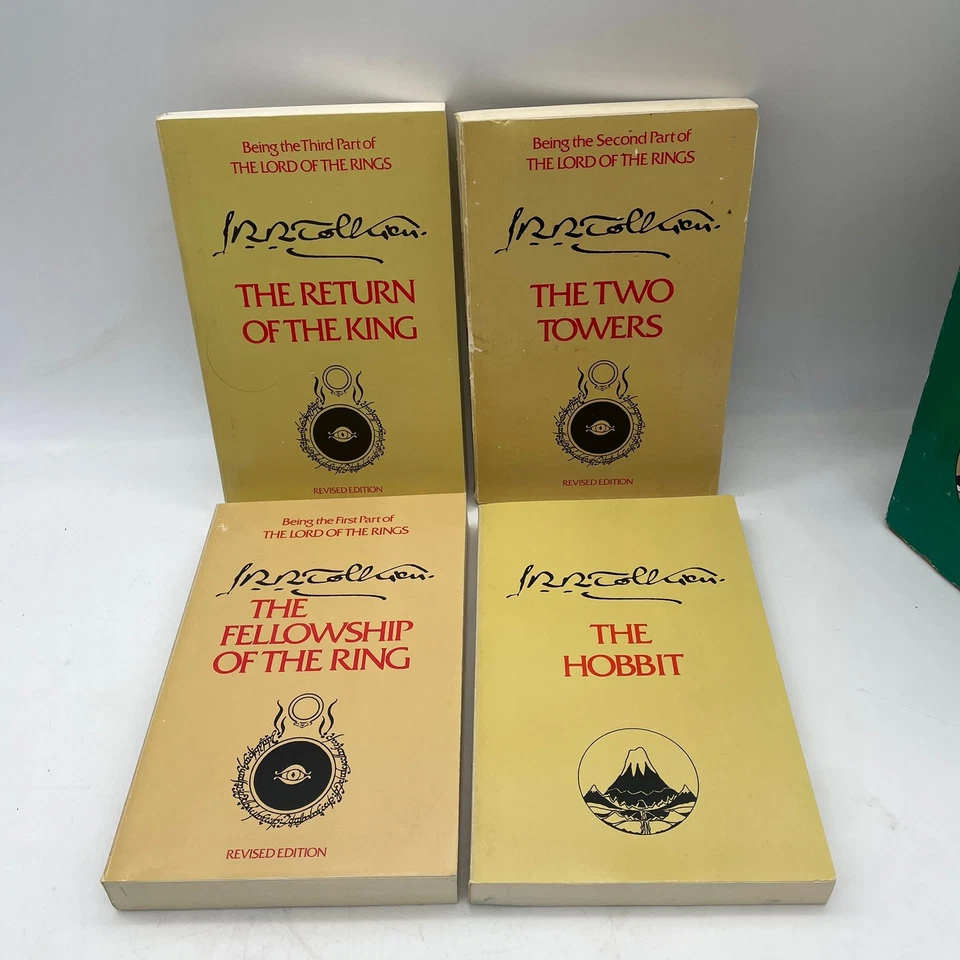 Being the Third Part of
THE LORD OF THE RINGS
J.R.R. Tolkien.
THE RETURN
OF THE KING
REVISED EDITION
Being the Second Part of
THE LORD OF THE RINGS
J.R.R. Tolkien.
THE TWO
TOWERS
REVISED EDITION
Being the First Part of
THE LORD OF THE RINGS
J.R.R. Tolkien.
THE
FELLOWSHIP
OF THE RING
REVISED EDITION
J.R.R. Tolkien.
THE
HOBBIT